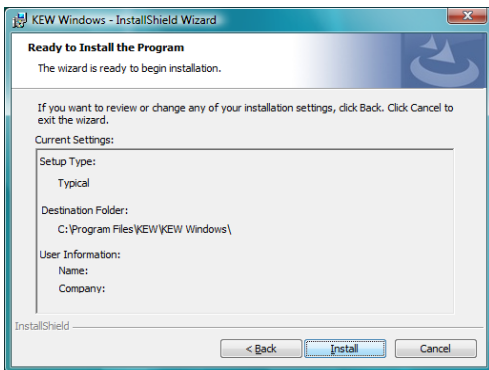 KEW Windows - InstallShield Wizard
Ready to Install the Program
The wizard is ready to begin installation.
If you want to review or change any of your installation settings, click Back. Click Cancel to
exit the wizard.
Current Settings:
Setup Type:
Typical
Destination Folder:
C:\Program Files\KEW\KEW Windows\
User Information:
Name:
Company:
InstallShield
< Back Install Cancel